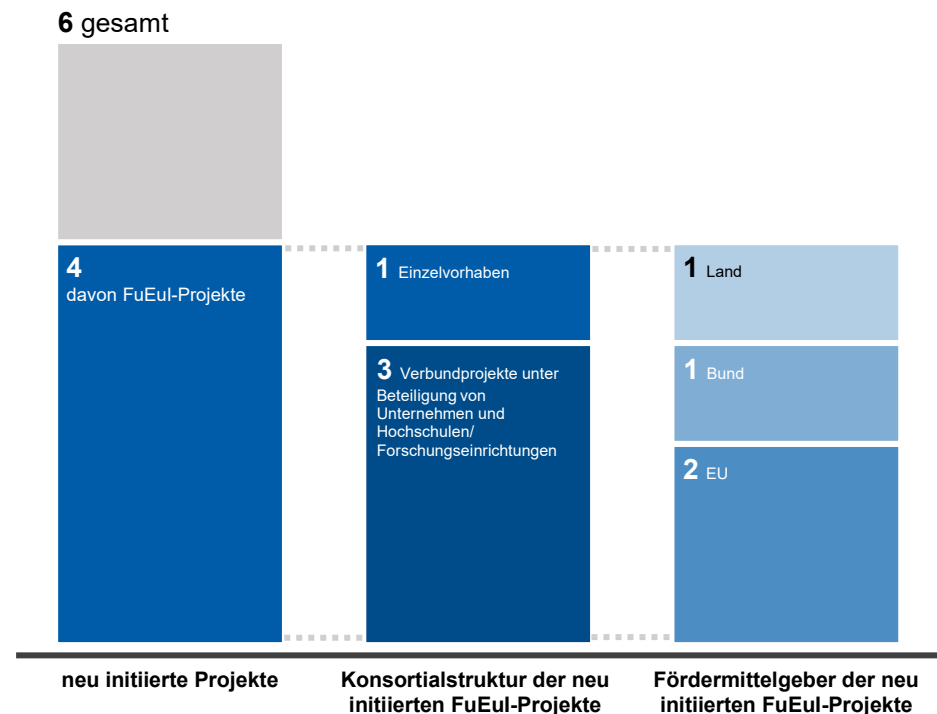 6 gesamt
4
davon FuEuI-Projekte
1 Einzelvorhaben
3 Verbundprojekte unter
Beteiligung von
Unternehmen und
Hochschulen/
Forschungseinrichtungen
1 Land
1 Bund
2 EU
neu initiierte Projekte
Konsortialstruktur der neu
initiierten FuEuI-Projekte
Fördermittelgeber der neu
initiierten FuEuI-Projekte